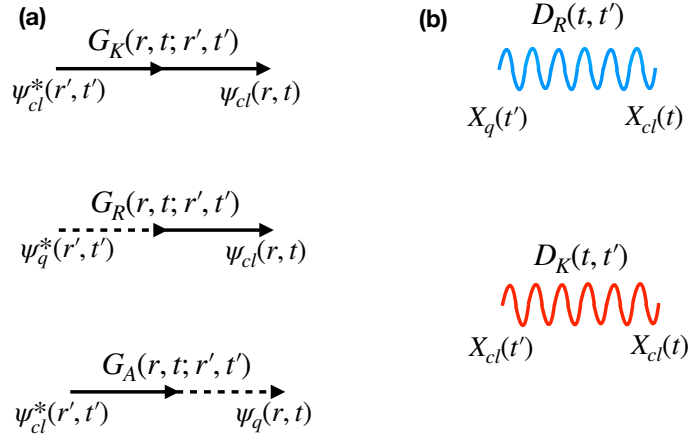 (a)
G_K(r, t; r′, t′)
ψ*_cl(r′, t′) ψ_cl(r, t)
G_R(r, t; r′, t′)
ψ*_q(r′, t′) ψ_cl(r, t)
G_A(r, t; r′, t′)
ψ*_cl(r′, t′) ψ_q(r, t)
(b)
D_R(t, t′)
X_q(t′) X_cl(t)
D_K(t, t′)
X_cl(t′) X_cl(t)